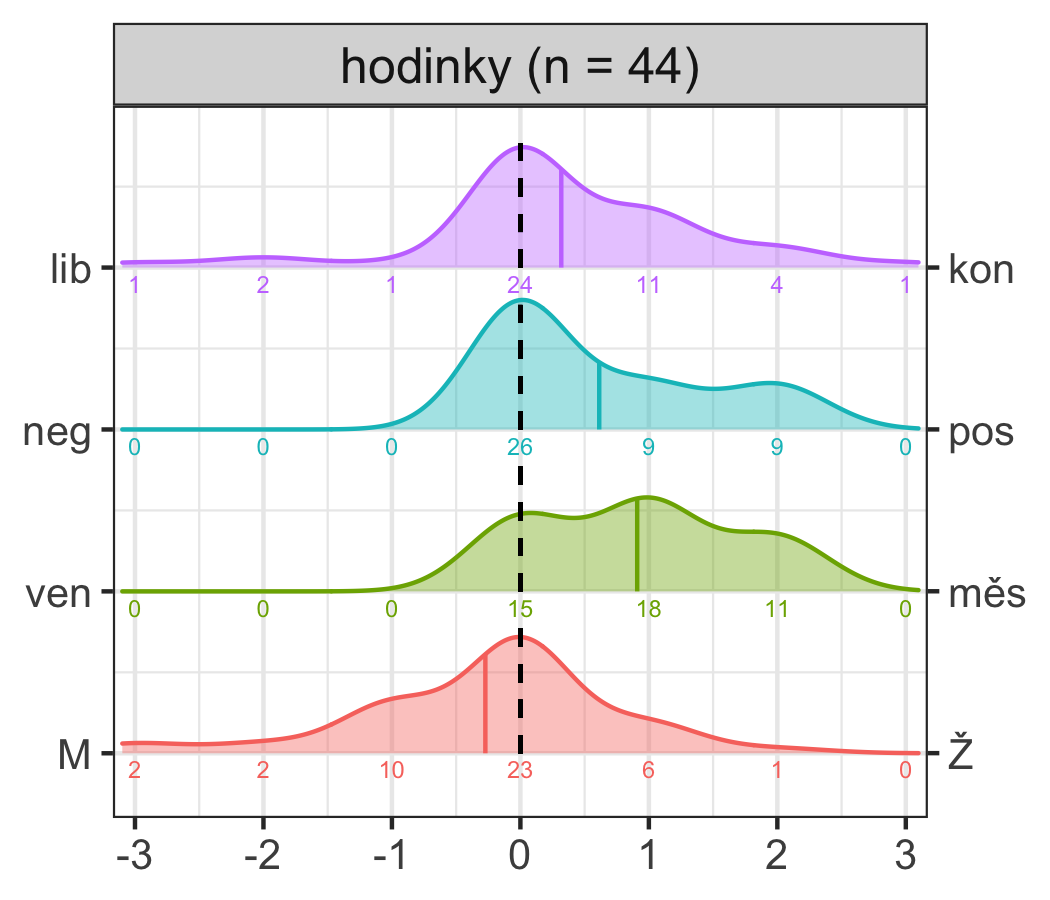 hodinky (n = 44)
lib kon
1 2 1 24 11 4 1
neg pos
0 0 0 26 9 9 0
ven měs
0 0 0 15 18 11 0
M Ž
2 2 10 23 6 1 0
-3 -2 -1 0 1 2 3